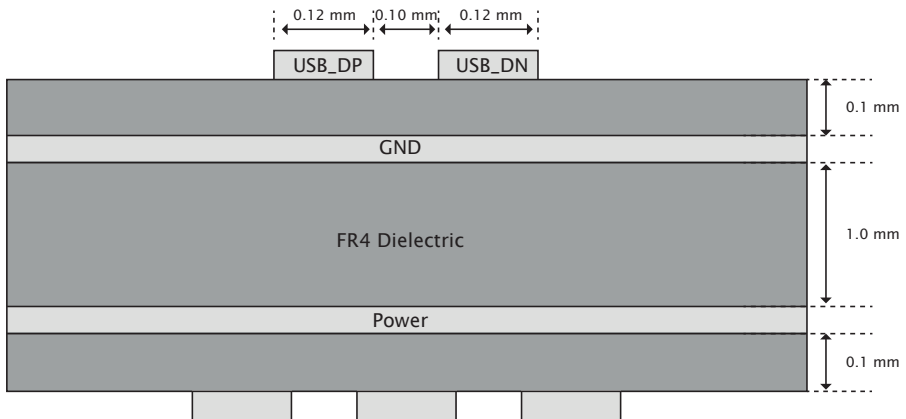 0.12 mm 0.10 mm 0.12 mm
USB_DP USB_DN
0.1 mm
GND
1.0 mm
FR4 Dielectric
Power
0.1 mm